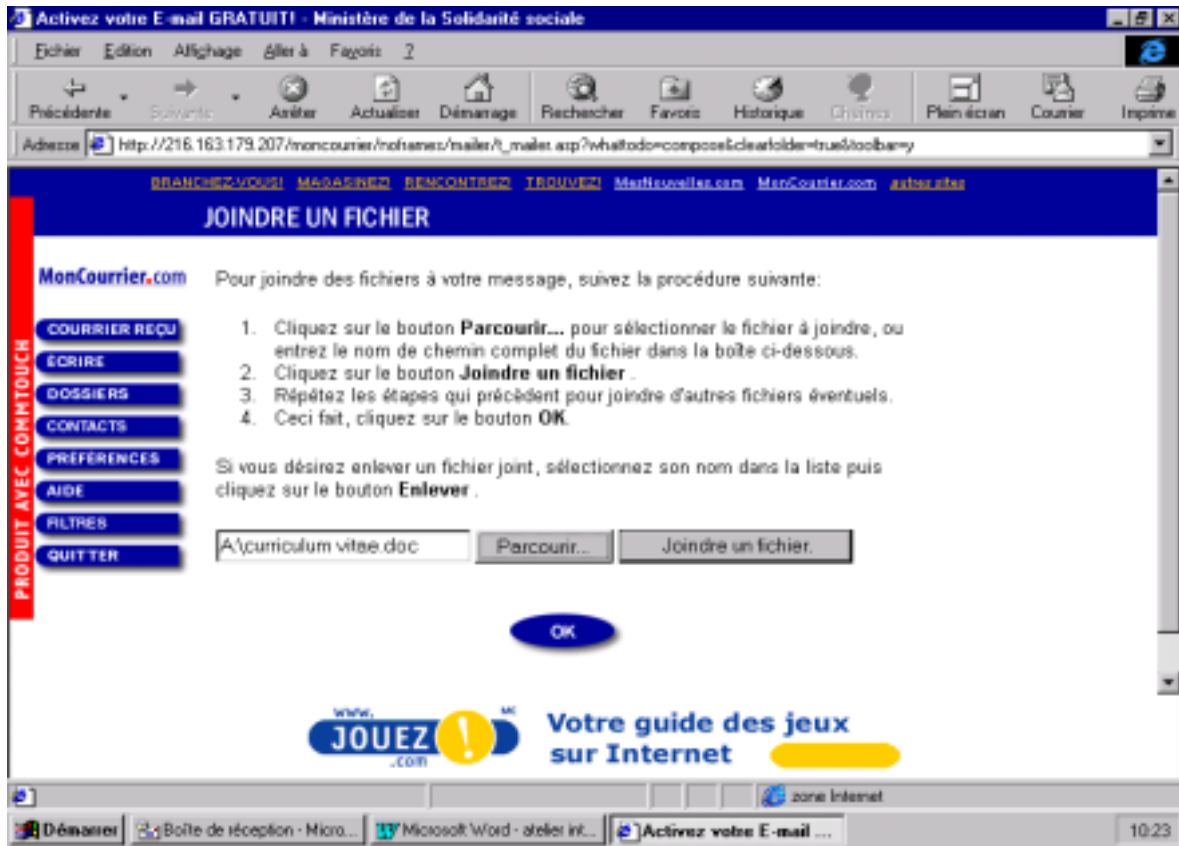 Activez votre E-mail GRATUIT! - Ministère de la Solidarité sociale
Fichier Edition Affichage Aller à Favoris ?
Précédente Suivante Arrêter Actualiser Démarrage Rechercher Favoris Historique Chaînes Plein écran Courrier Imprime
Adresse http://216.163.179.207/moncourrier/noframes/mailer/t_mailer.asp?whattodo=compose&clearfolder=true&toolbar=y
BRANCHEZ-VOUS! MAGASINEZ! RENCONTREZ! TROUVEZ! MesNouvelles.com MonCourrier.com autres sites
JOINDRE UN FICHIER
MonCourrier.com
PRODUIT AVEC COMMTOUCH
COURRIER REÇU
ÉCRIRE
DOSSIERS
CONTACTS
PRÉFÉRENCES
AIDE
FILTRES
QUITTER
Pour joindre des fichiers à votre message, suivez la procédure suivante:
1. Cliquez sur le bouton Parcourir... pour sélectionner le fichier à joindre, ou
entrez le nom de chemin complet du fichier dans la boîte ci-dessous.
2. Cliquez sur le bouton Joindre un fichier .
3. Répétez les étapes qui précèdent pour joindre d'autres fichiers éventuels.
4. Ceci fait, cliquez sur le bouton OK.
Si vous désirez enlever un fichier joint, sélectionnez son nom dans la liste puis
cliquez sur le bouton Enlever .
A:\curriculum vitae.doc Parcourir... Joindre un fichier.
OK
www. MC
JOUEZ !
.com
Votre guide des jeux
sur Internet
zone Internet
Démarrer Boîte de réception - Micro... Microsoft Word - atelier int... Activez votre E-mail ... 10:23